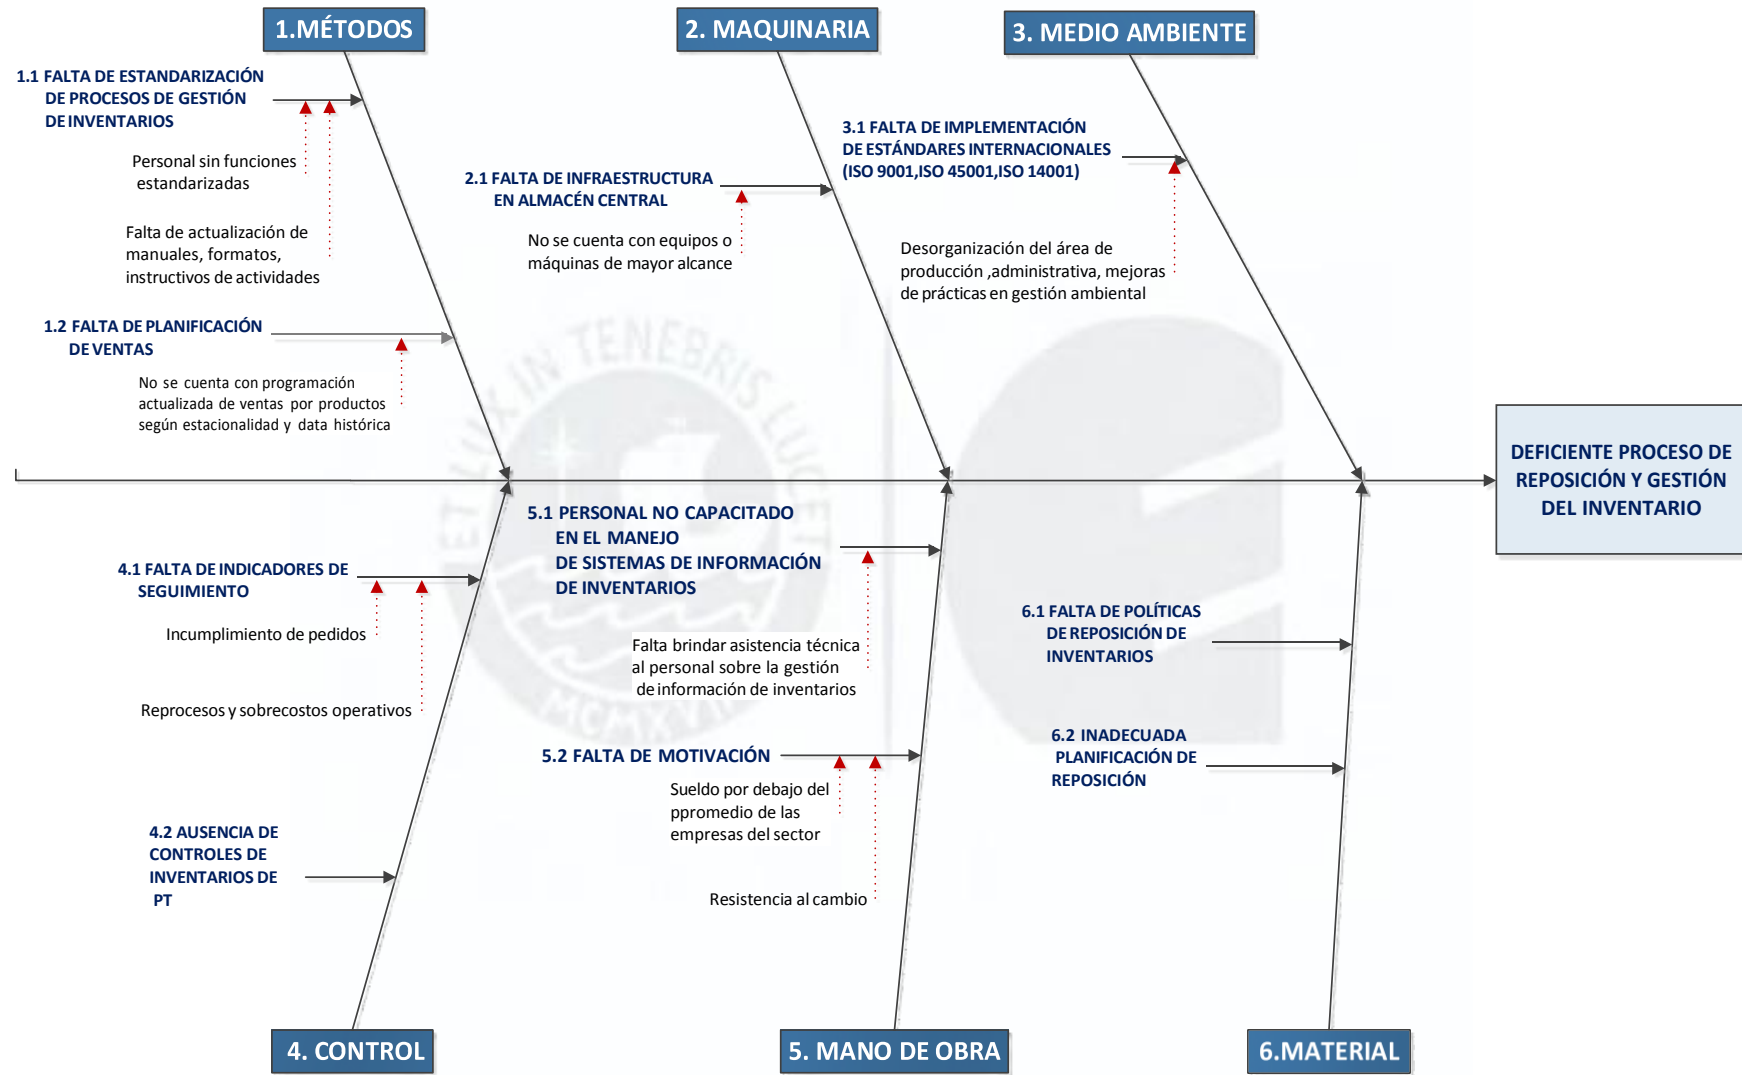 1.MÉTODOS
2. MAQUINARIA
3. MEDIO AMBIENTE
1.1 FALTA DE ESTANDARIZACIÓN
DE PROCESOS DE GESTIÓN
DE INVENTARIOS
Personal sin funciones
estandarizadas
Falta de actualización de
manuales, formatos,
instructivos de actividades
1.2 FALTA DE PLANIFICACIÓN
DE VENTAS
No se cuenta con programación
actualizada de ventas por productos
según estacionalidad y data histórica
2.1 FALTA DE INFRAESTRUCTURA
EN ALMACÉN CENTRAL
No se cuenta con equipos o
máquinas de mayor alcance
3.1 FALTA DE IMPLEMENTACIÓN
DE ESTÁNDARES INTERNACIONALES
(ISO 9001,ISO 45001,ISO 14001)
Desorganización del área de
producción ,administrativa, mejoras
de prácticas en gestión ambiental
DEFICIENTE PROCESO DE
REPOSICIÓN Y GESTIÓN
DEL INVENTARIO
4.1 FALTA DE INDICADORES DE
SEGUIMIENTO
Incumplimiento de pedidos
Reprocesos y sobrecostos operativos
4.2 AUSENCIA DE
CONTROLES DE
INVENTARIOS DE
PT
5.1 PERSONAL NO CAPACITADO
EN EL MANEJO
DE SISTEMAS DE INFORMACIÓN
DE INVENTARIOS
Falta brindar asistencia técnica
al personal sobre la gestión
de información de inventarios
5.2 FALTA DE MOTIVACIÓN
Sueldo por debajo del
ppromedio de las
empresas del sector
Resistencia al cambio
6.1 FALTA DE POLÍTICAS
DE REPOSICIÓN DE
INVENTARIOS
6.2 INADECUADA
PLANIFICACIÓN DE
REPOSICIÓN
4. CONTROL
5. MANO DE OBRA
6.MATERIAL
ET LUX IN TENEBRIS LUCET
MCMXVII